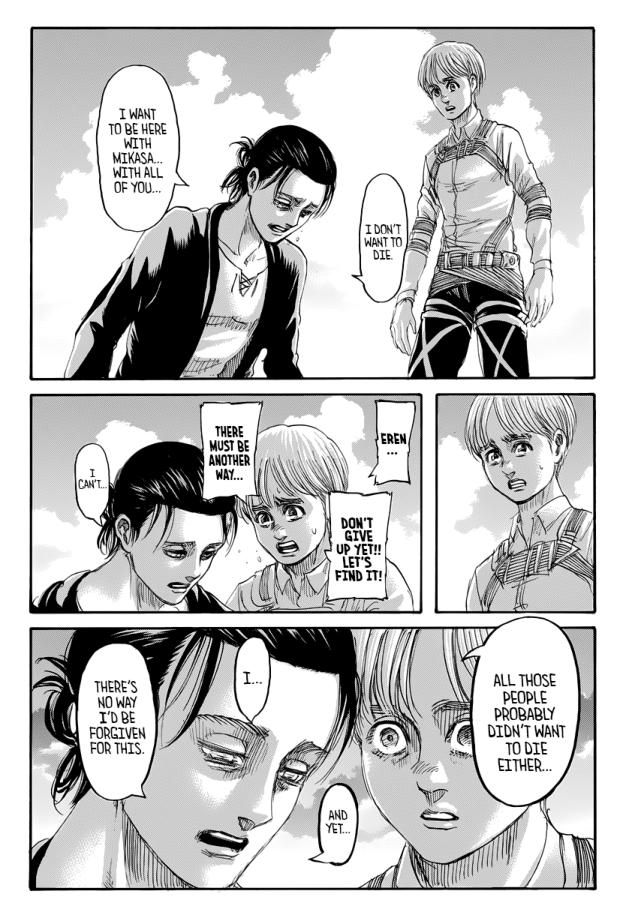 I DON'T
WANT TO
DIE.
I WANT
TO BE HERE
WITH
MIKASA...
WITH ALL
OF YOU...
EREN
...
THERE
MUST BE
ANOTHER
WAY...
DON'T
GIVE
UP YET!!
LET'S
FIND IT!
I
CAN'T...
ALL THOSE
PEOPLE
PROBABLY
DIDN'T WANT
TO DIE
EITHER...
AND
YET...
I...
THERE'S
NO WAY
I'D BE
FORGIVEN
FOR THIS.